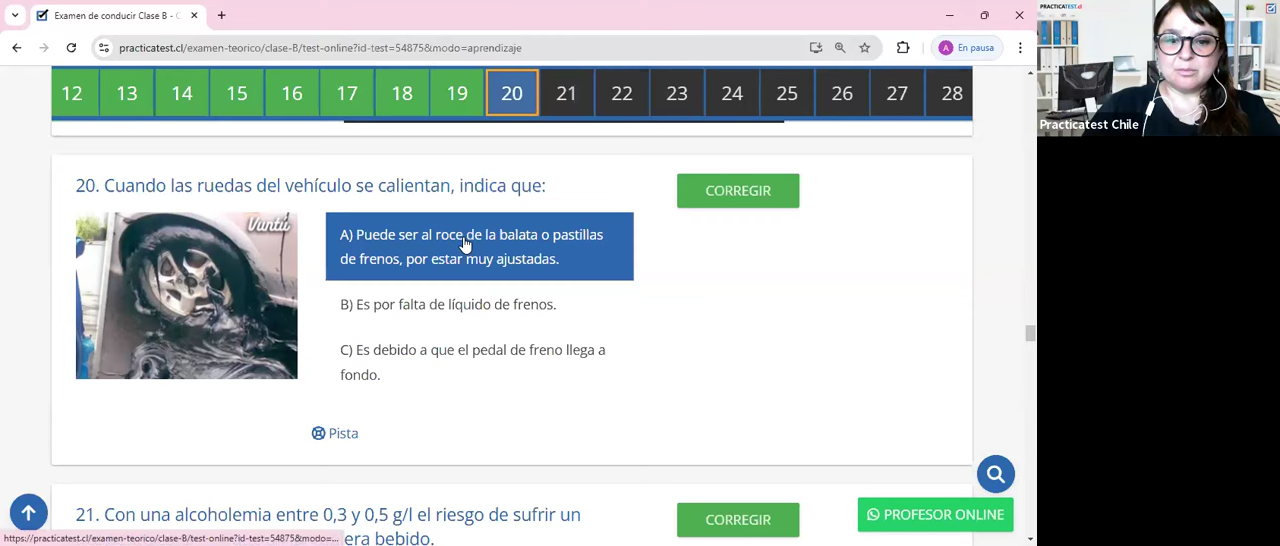 Examen de conducir Clase B - C
practicatest.cl/examen-teorico/clase-B/test-online?id-test=54875&modo=aprendizaje
A
En pausa
PRACTICATEST.cl
Practicatest Chile
12 13 14 15 16 17 18 19 20 21 22 23 24 25 26 27 28
20. Cuando las ruedas del vehículo se calientan, indica que:
CORREGIR
Vuntú
A) Puede ser al roce de la balata o pastillas
de frenos, por estar muy ajustadas.
B) Es por falta de líquido de frenos.
C) Es debido a que el pedal de freno llega a
fondo.
Pista
21. Con una alcoholemia entre 0,3 y 0,5 g/l el riesgo de sufrir un
era bebido.
CORREGIR
PROFESOR ONLINE
https://practicatest.cl/examen-teorico/clase-B/test-online?id-test=54875&modo=...